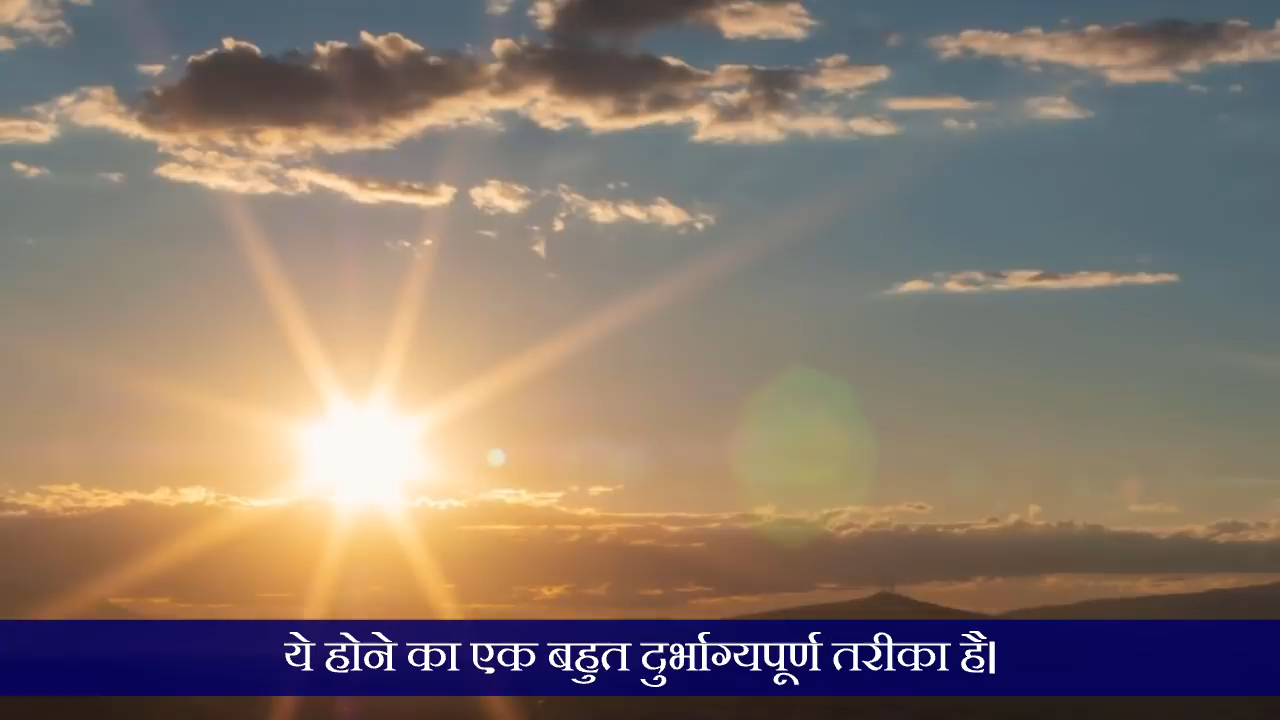 ये होने का एक बहुत दुर्भाग्यपूर्ण तरीका है।